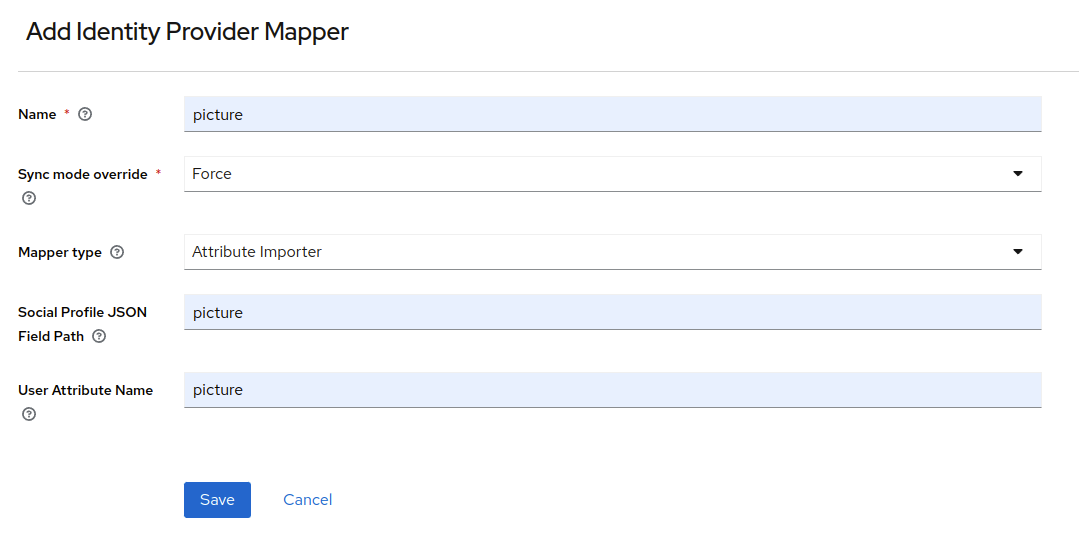 Add Identity Provider Mapper
Name *
picture
Sync mode override *
Force
Mapper type
Attribute Importer
Social Profile JSON
Field Path
picture
User Attribute Name
picture
Save
Cancel